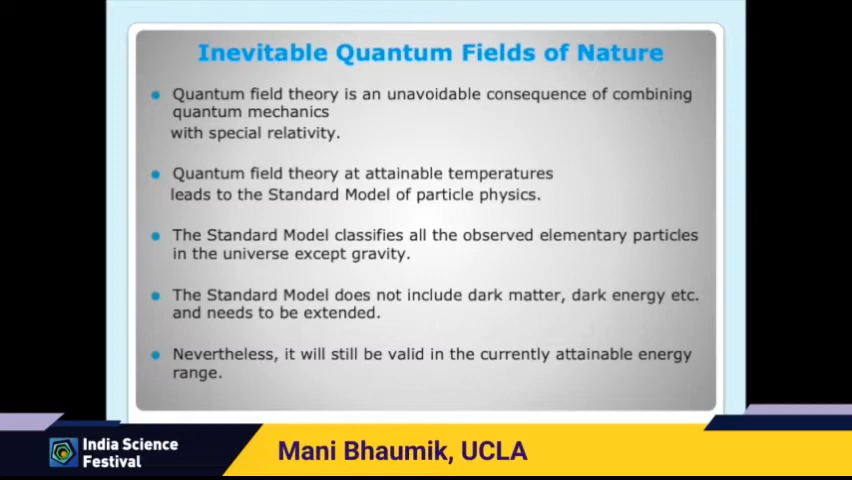 Inevitable Quantum Fields of Nature
Quantum field theory is an unavoidable consequence of combining
quantum mechanics
with special relativity.
Quantum field theory at attainable temperatures
leads to the Standard Model of particle physics.
The Standard Model classifies all the observed elementary particles
in the universe except gravity.
The Standard Model does not include dark matter, dark energy etc.
and needs to be extended.
Nevertheless, it will still be valid in the currently attainable energy
range.
India Science
Festival
Mani Bhaumik, UCLA